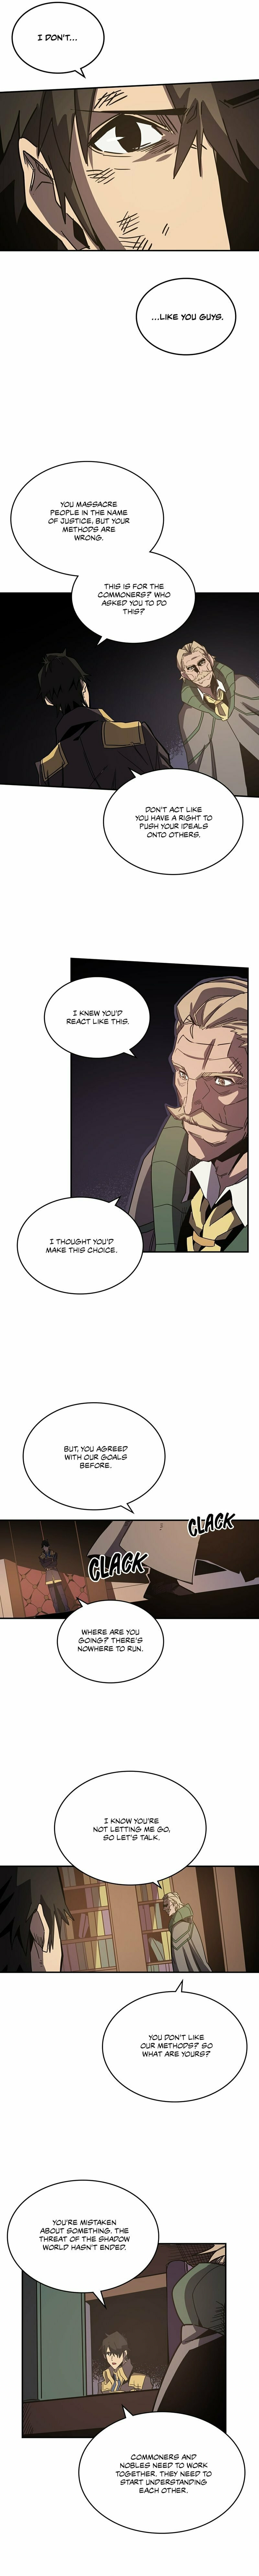 I DON'T...
...LIKE YOU GUYS.
YOU MASSACRE
PEOPLE IN THE NAME
OF JUSTICE, BUT YOUR
METHODS ARE
WRONG.
THIS IS FOR THE
COMMONERS? WHO
ASKED YOU TO DO
THIS?
DON'T ACT LIKE
YOU HAVE A RIGHT TO
PUSH YOUR IDEALS
ONTO OTHERS.
I KNEW YOU'D
REACT LIKE THIS.
I THOUGHT YOU'D
MAKE THIS CHOICE.
BUT, YOU AGREED
WITH OUR GOALS
BEFORE.
CLACK
CLACK
WHERE ARE YOU
GOING? THERE'S
NOWHERE TO RUN.
I KNOW YOU'RE
NOT LETTING ME GO,
SO LET'S TALK.
YOU DON'T LIKE
OUR METHODS? SO
WHAT ARE YOURS?
YOU'RE MISTAKEN
ABOUT SOMETHING. THE
THREAT OF THE SHADOW
WORLD HASN'T ENDED.
COMMONERS AND
NOBLES NEED TO WORK
TOGETHER. THEY NEED TO
START UNDERSTANDING
EACH OTHER.